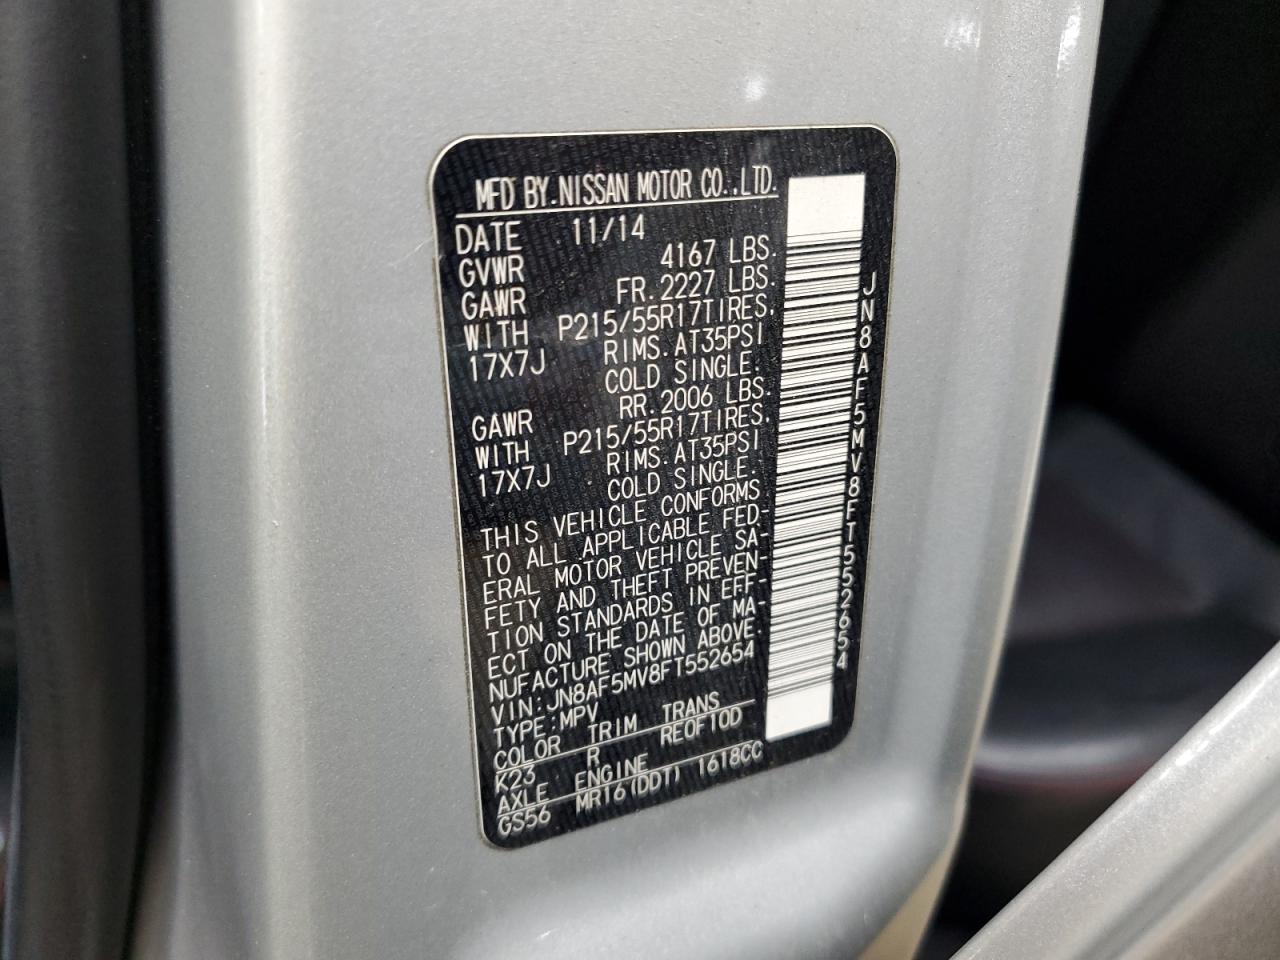 MFD BY.NISSAN MOTOR CO.,LTD.
DATE 11/14
GVWR 4167 LBS.
GAWR FR.2227 LBS.
WITH P215/55R17TIRES,
17X7J RIMS.AT35PSI
COLD SINGLE.
GAWR RR.2006 LBS.
WITH P215/55R17TIRES,
17X7J RIMS.AT35PSI
COLD SINGLE.
THIS VEHICLE CONFORMS
TO ALL APPLICABLE FED-
ERAL MOTOR VEHICLE SA-
FETY AND THEFT PREVEN-
TION STANDARDS IN EFF-
ECT ON THE DATE OF MA-
NUFACTURE SHOWN ABOVE.
VIN:JN8AF5MV8FT552654
TYPE:MPV
COLOR TRIM TRANS
K23 R REOF10D
AXLE ENGINE
GS56 MR16(DDT) 1618CC
JN8AF5MV8FT552654